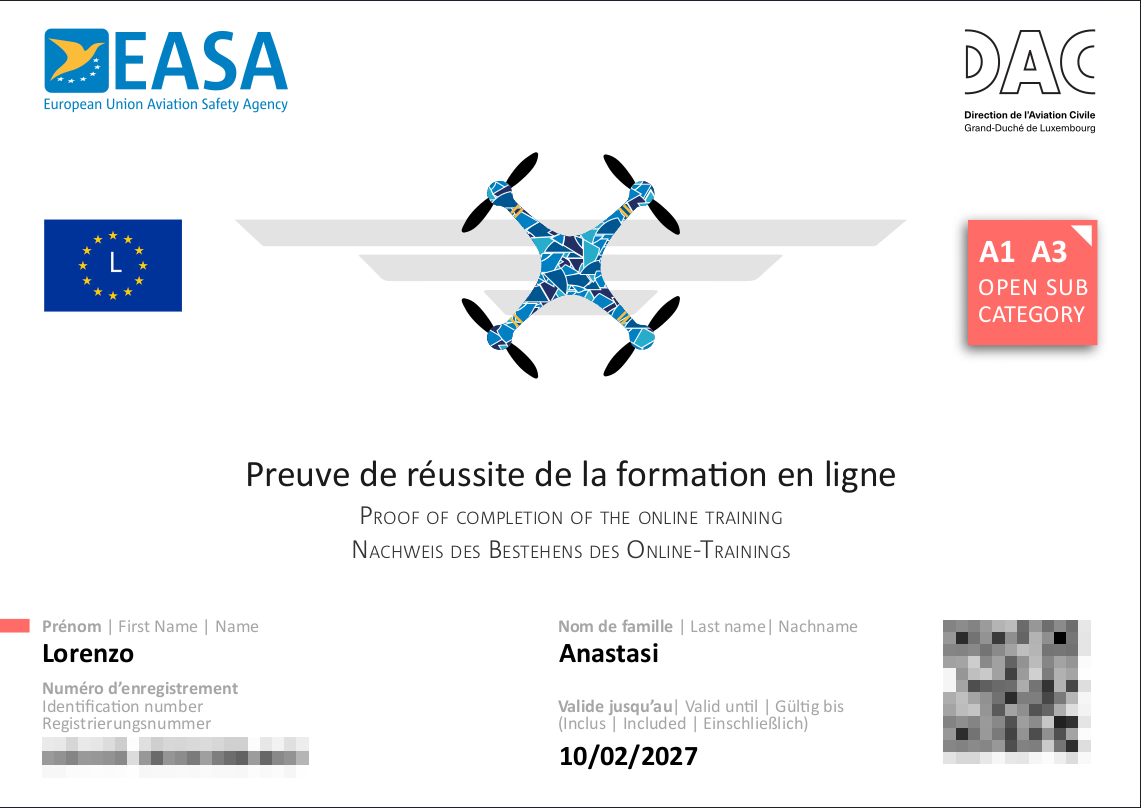 EASA
European Union Aviation Safety Agency
DAC
Direction de l'Aviation Civile
Grand-Duché de Luxembourg
L
A1 A3
OPEN SUB
CATEGORY
Preuve de réussite de la formation en ligne
Proof of completion of the online training
Nachweis des Bestehens des Online-Trainings
Prénom | First Name | Name
Lorenzo
Nom de famille | Last name| Nachname
Anastasi
Numéro d’enregistrement
Identification number
Registrierungsnummer
Valide jusqu’au| Valid until | Gültig bis
(Inclus | Included | Einschließlich)
10/02/2027